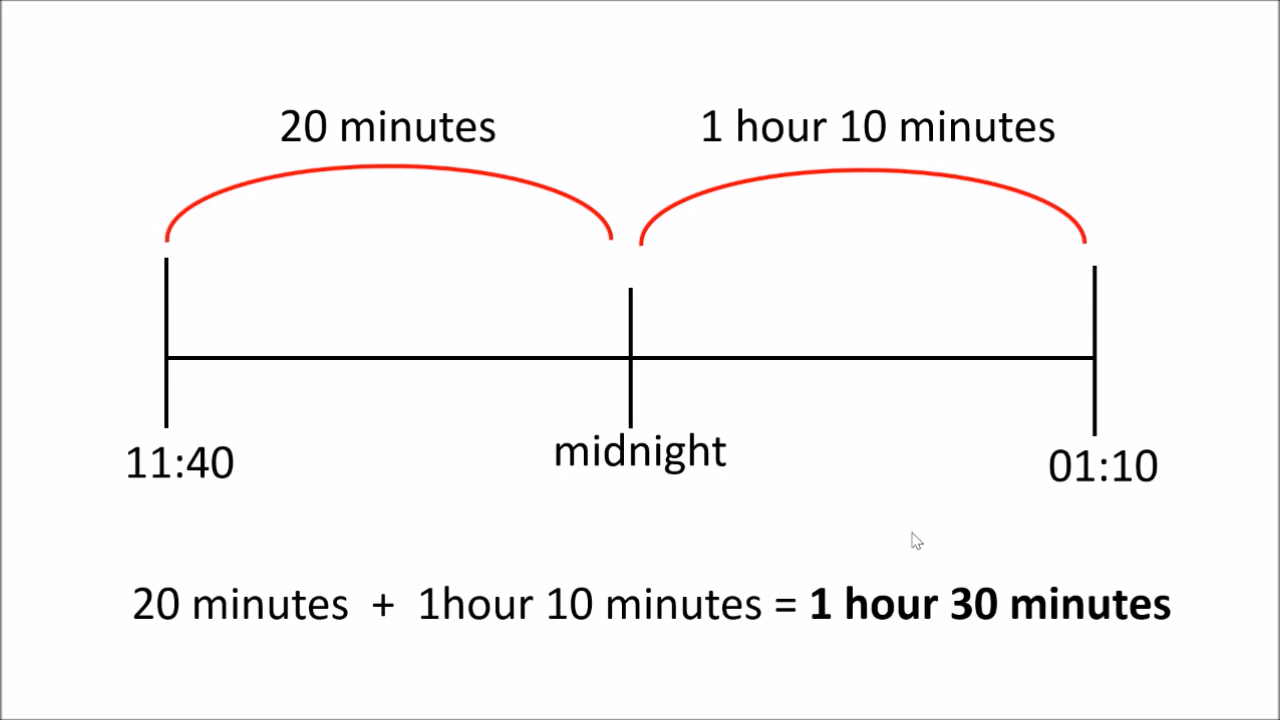 20 minutes 1 hour 10 minutes
11:40 midnight 01:10
20 minutes + 1hour 10 minutes = 1 hour 30 minutes